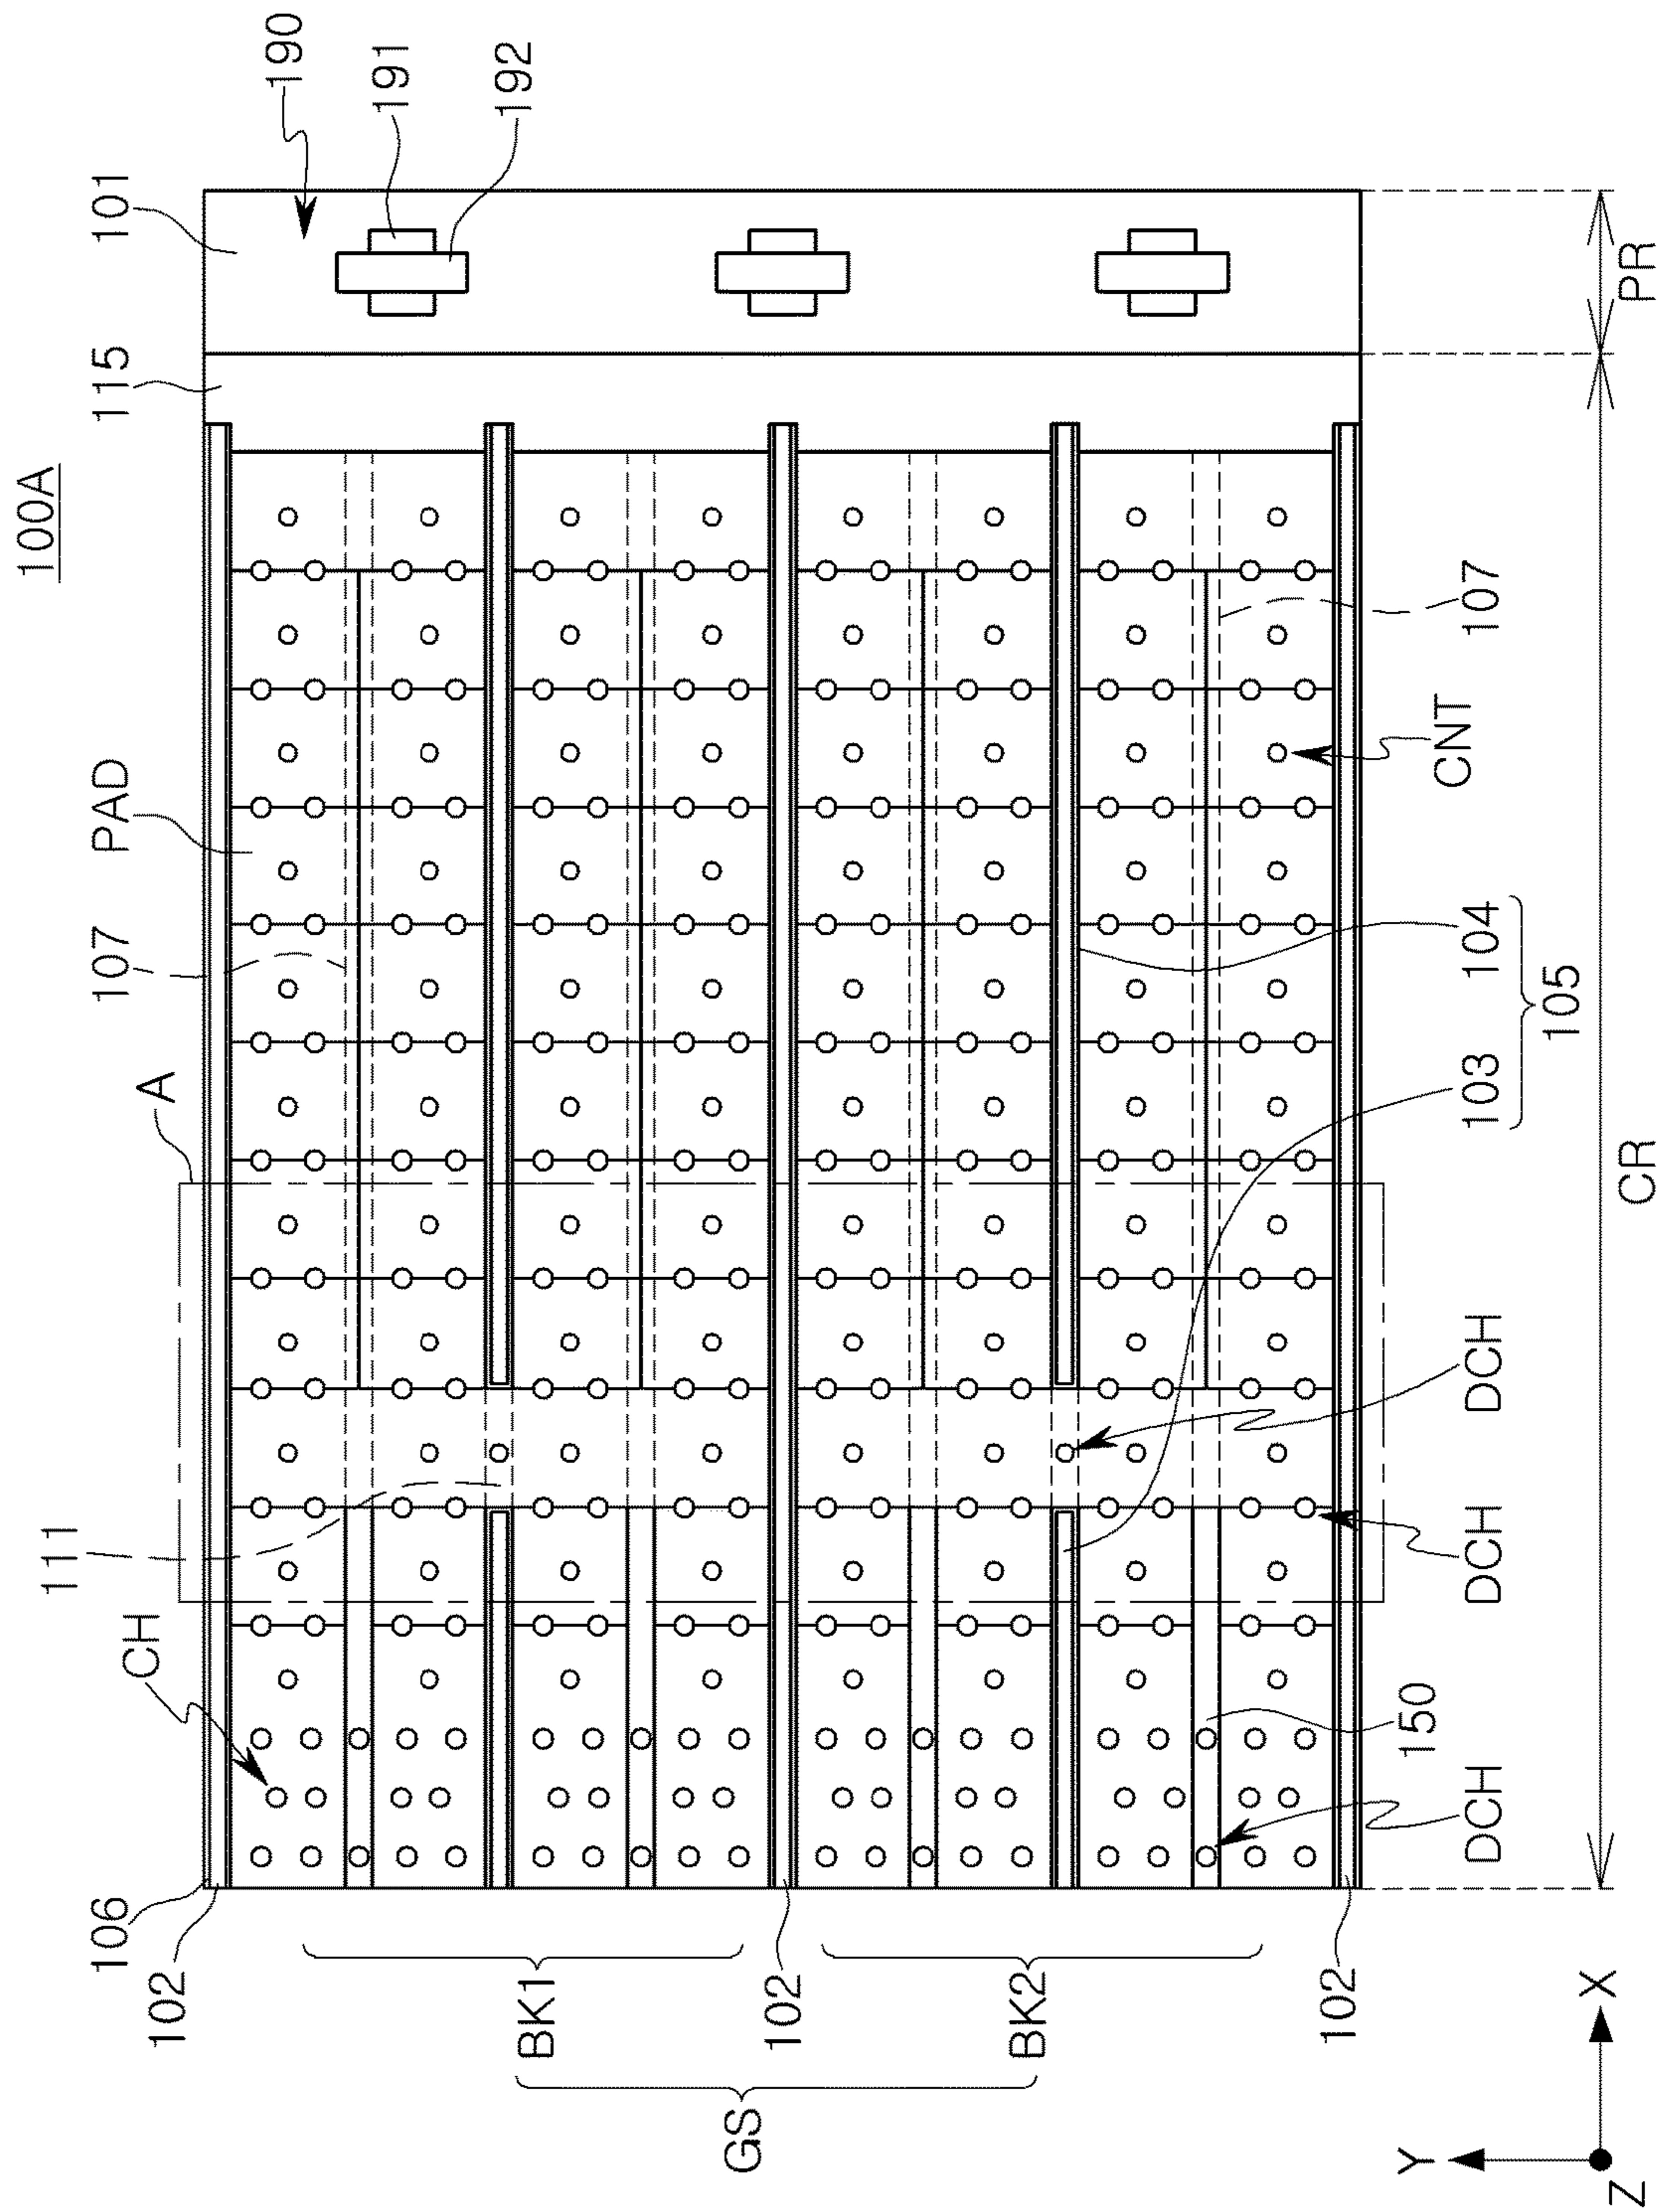 100A
190
191
192
101
115
PAD
107
A
111
CH
106
102
BK1
102
BK2
102
GS
PR
107
CNT
104
103
105
CR
DCH
DCH
150
DCH
X
Y
Z